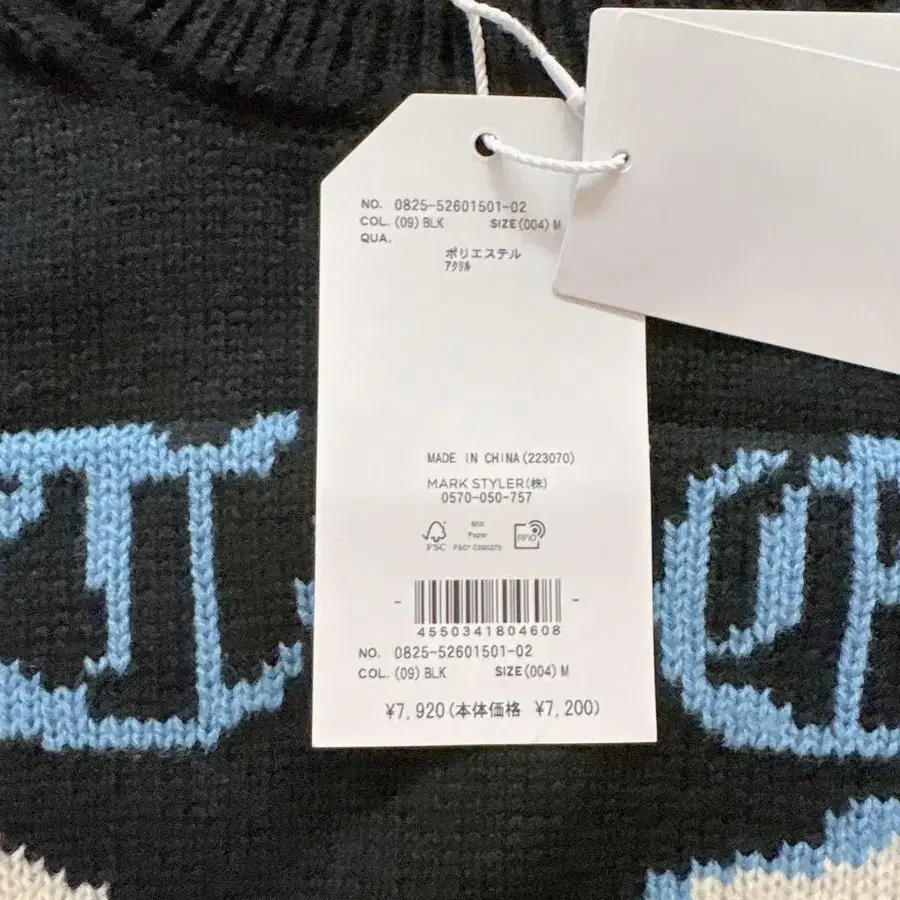 NO. 0825-52601501-02
COL. (09) BLK SIZE (004) M
QUA.
ポリエステル
アクリル
MADE IN CHINA (223070)
MARK STYLER(株)
0570-050-757
FSC
MIX
Paper
RFID
4550341804608
NO. 0825-52601501-02
COL. (09) BLK SIZE (004) M
¥7,920(本体価格 ¥7,200)